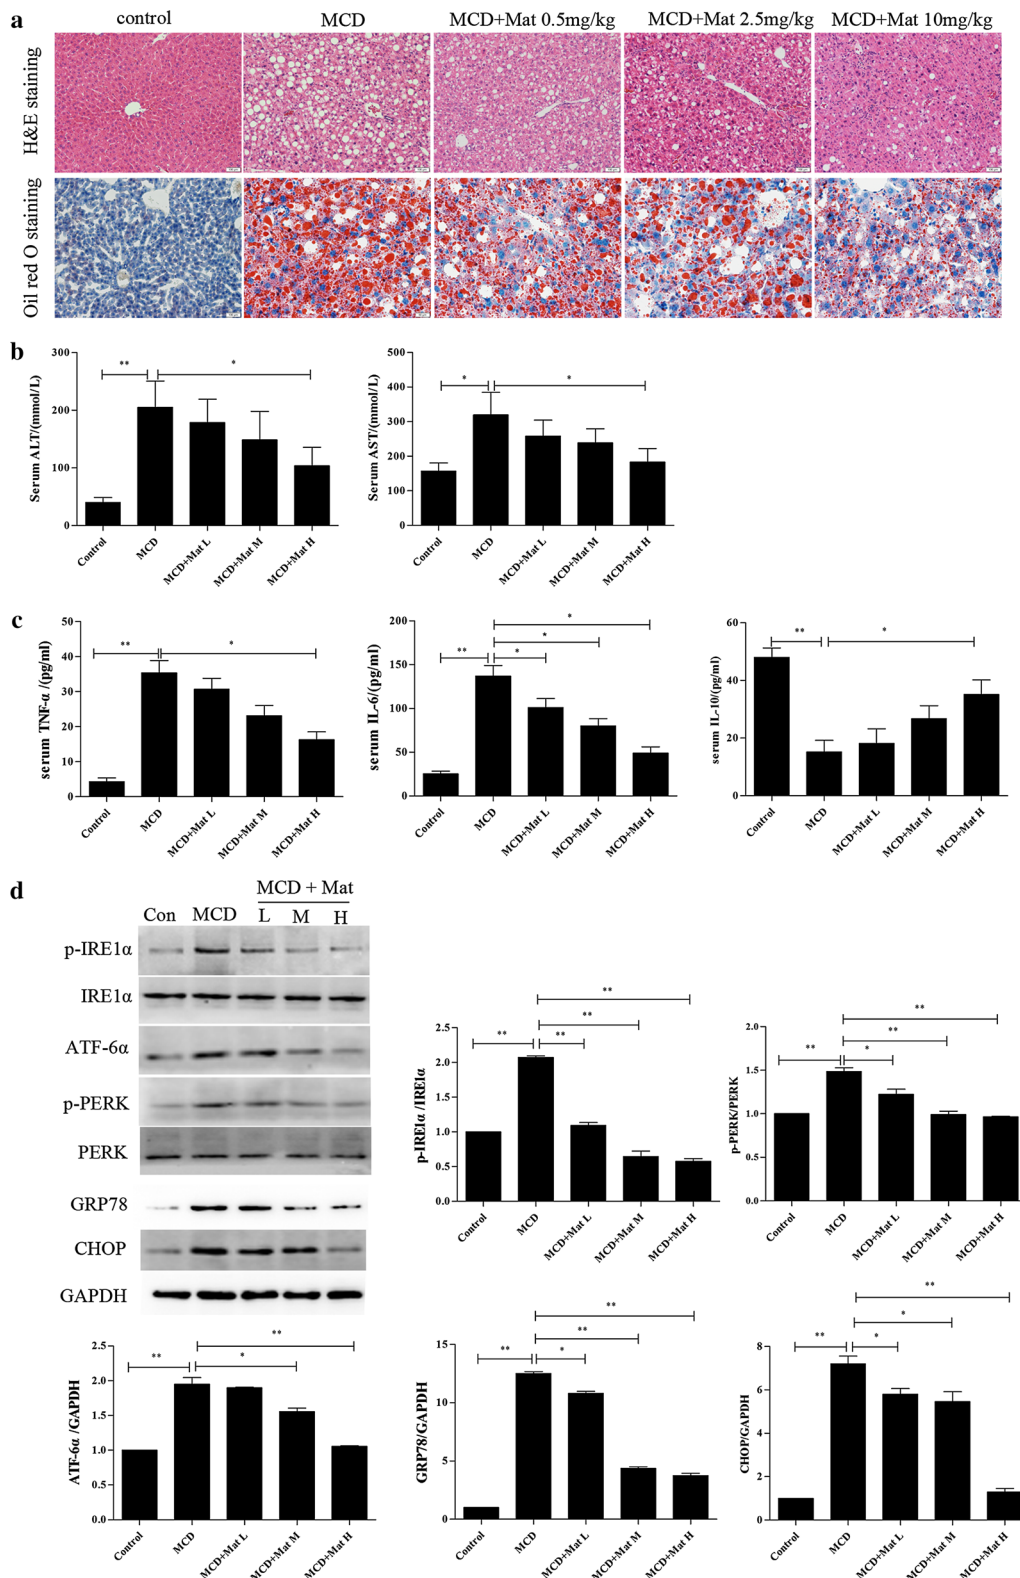 a
control
MCD
MCD+Mat 0.5mg/kg
MCD+Mat 2.5mg/kg
MCD+Mat 10mg/kg
H&E staining
Oil red O staining
b
Serum ALT/(mmol/L)
300
200
100
0
**
*
Control
MCD
MCD+Mat L
MCD+Mat M
MCD+Mat H
Serum AST/(mmol/L)
500
400
300
200
100
0
*
*
Control
MCD
MCD+Mat L
MCD+Mat M
MCD+Mat H
c
serum TNF-α /(pg/ml)
50
40
30
20
10
0
**
*
Control
MCD
MCD+Mat L
MCD+Mat M
MCD+Mat H
serum IL-6/(pg/ml)
200
150
100
50
0
*
*
**
*
Control
MCD
MCD+Mat L
MCD+Mat M
MCD+Mat H
serum IL-10/(pg/ml)
60
40
20
0
**
*
Control
MCD
MCD+Mat L
MCD+Mat M
MCD+Mat H
d
MCD + Mat
Con
MCD
L
M
H
p-IRE1α
IRE1α
ATF-6α
p-PERK
PERK
GRP78
CHOP
GAPDH
p-IRE1α /IRE1α
2.5
2.0
1.5
1.0
0.5
0.0
**
**
**
**
Control
MCD
MCD+Mat L
MCD+Mat M
MCD+Mat H
p-PERK/PERK
2.0
1.5
1.0
0.5
0.0
**
**
**
*
Control
MCD
MCD+Mat L
MCD+Mat M
MCD+Mat H
ATF-6α /GAPDH
2.5
2.0
1.5
1.0
0.5
0.0
**
**
*
Control
MCD
MCD+Mat L
MCD+Mat M
MCD+Mat H
GRP78/GAPDH
15
10
5
0
**
**
**
*
Control
MCD
MCD+Mat L
MCD+Mat M
MCD+Mat H
CHOP/GAPDH
8
6
4
2
0
**
*
**
*
Control
MCD
MCD+Mat L
MCD+Mat M
MCD+Mat H